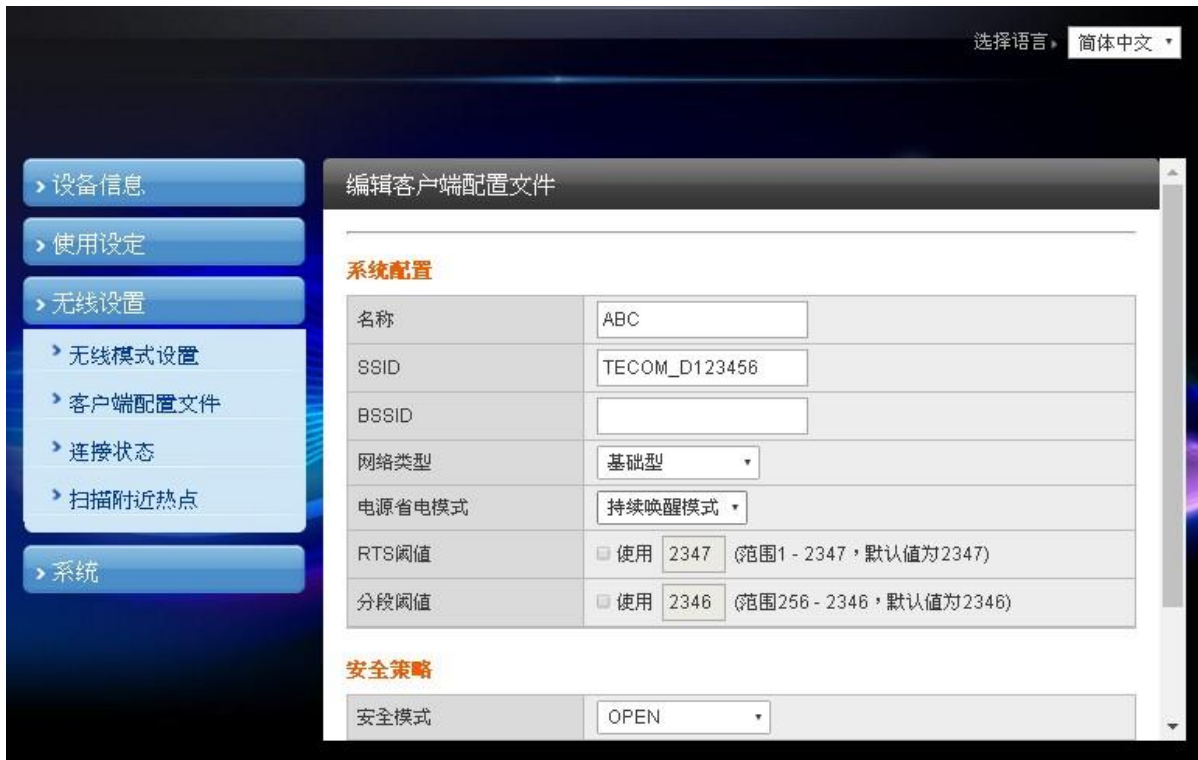 选择语言 简体中文
设备信息
使用设定
无线设置
无线模式设置
客户端配置文件
连接状态
扫描附近热点
系统
编辑客户端配置文件
系统配置
名称 ABC
SSID TECOM_D123456
BSSID
网络类型 基础型
电源省电模式 持续唤醒模式
RTS阈值 使用 2347 (范围1 - 2347，默认值为2347)
分段阈值 使用 2346 (范围256 - 2346，默认值为2346)
安全策略
安全模式 OPEN